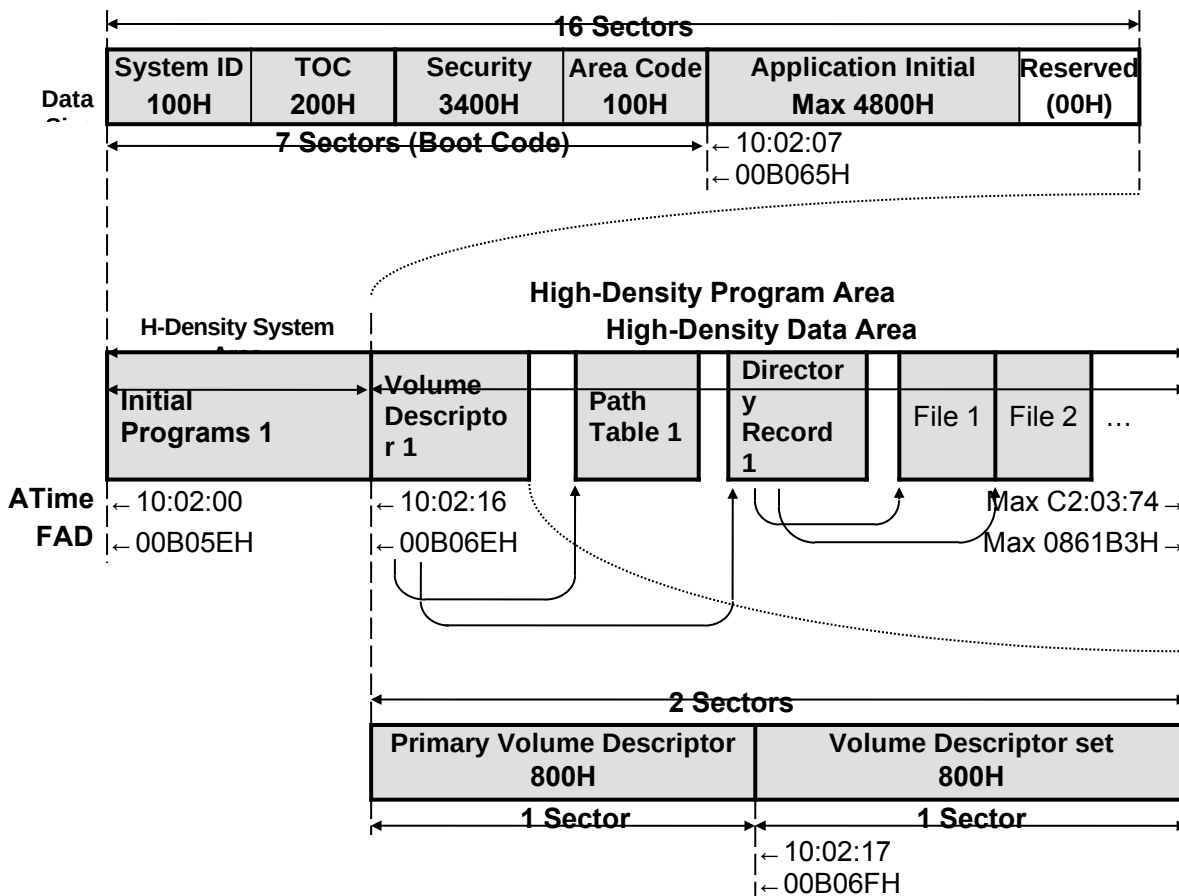 16 Sectors
System ID TOC Security Area Code Application Initial Reserved
100H 200H 3400H 100H Max 4800H (00H)
Data
7 Sectors (Boot Code)
←10:02:07
←00B065H
High-Density Program Area
H-Density System
High-Density Data Area
Initial
Programs 1
Volume
Descripto
r 1
Path
Table 1
Director
y
Record
1
File 1 File 2 …
ATime ←10:02:00 ←10:02:16 Max C2:03:74→
FAD ←00B05EH ←00B06EH Max 0861B3H→
2 Sectors
Primary Volume Descriptor Volume Descriptor set
800H 800H
1 Sector 1 Sector
←10:02:17
←00B06FH